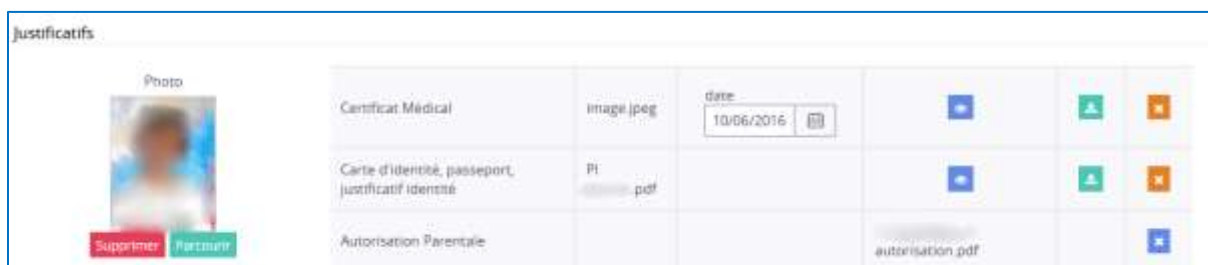 Justificatifs
Photo
Supprimer Parcourir
Certificat Médical image.jpeg date 10/06/2016
Carte d'identité, passeport, PI
justificatif identité .pdf
Autorisation Parentale
autorisation.pdf